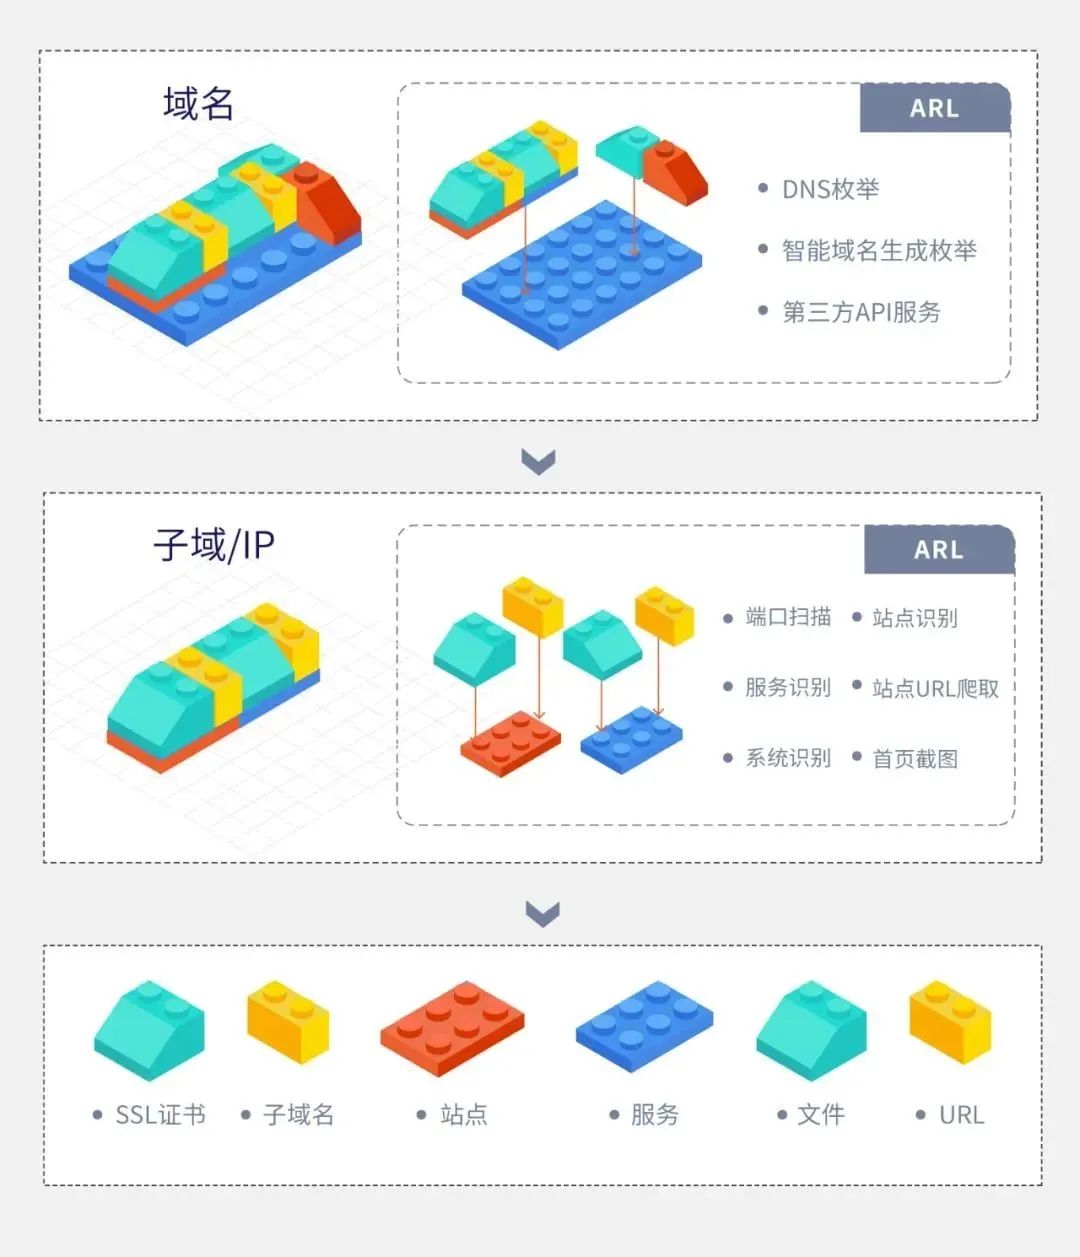 域名
ARL
DNS枚举
智能域名生成枚举
第三方API服务
子域/IP
ARL
端口扫描
站点识别
服务识别
站点URL爬取
系统识别
首页截图
SSL证书
子域名
站点
服务
文件
URL